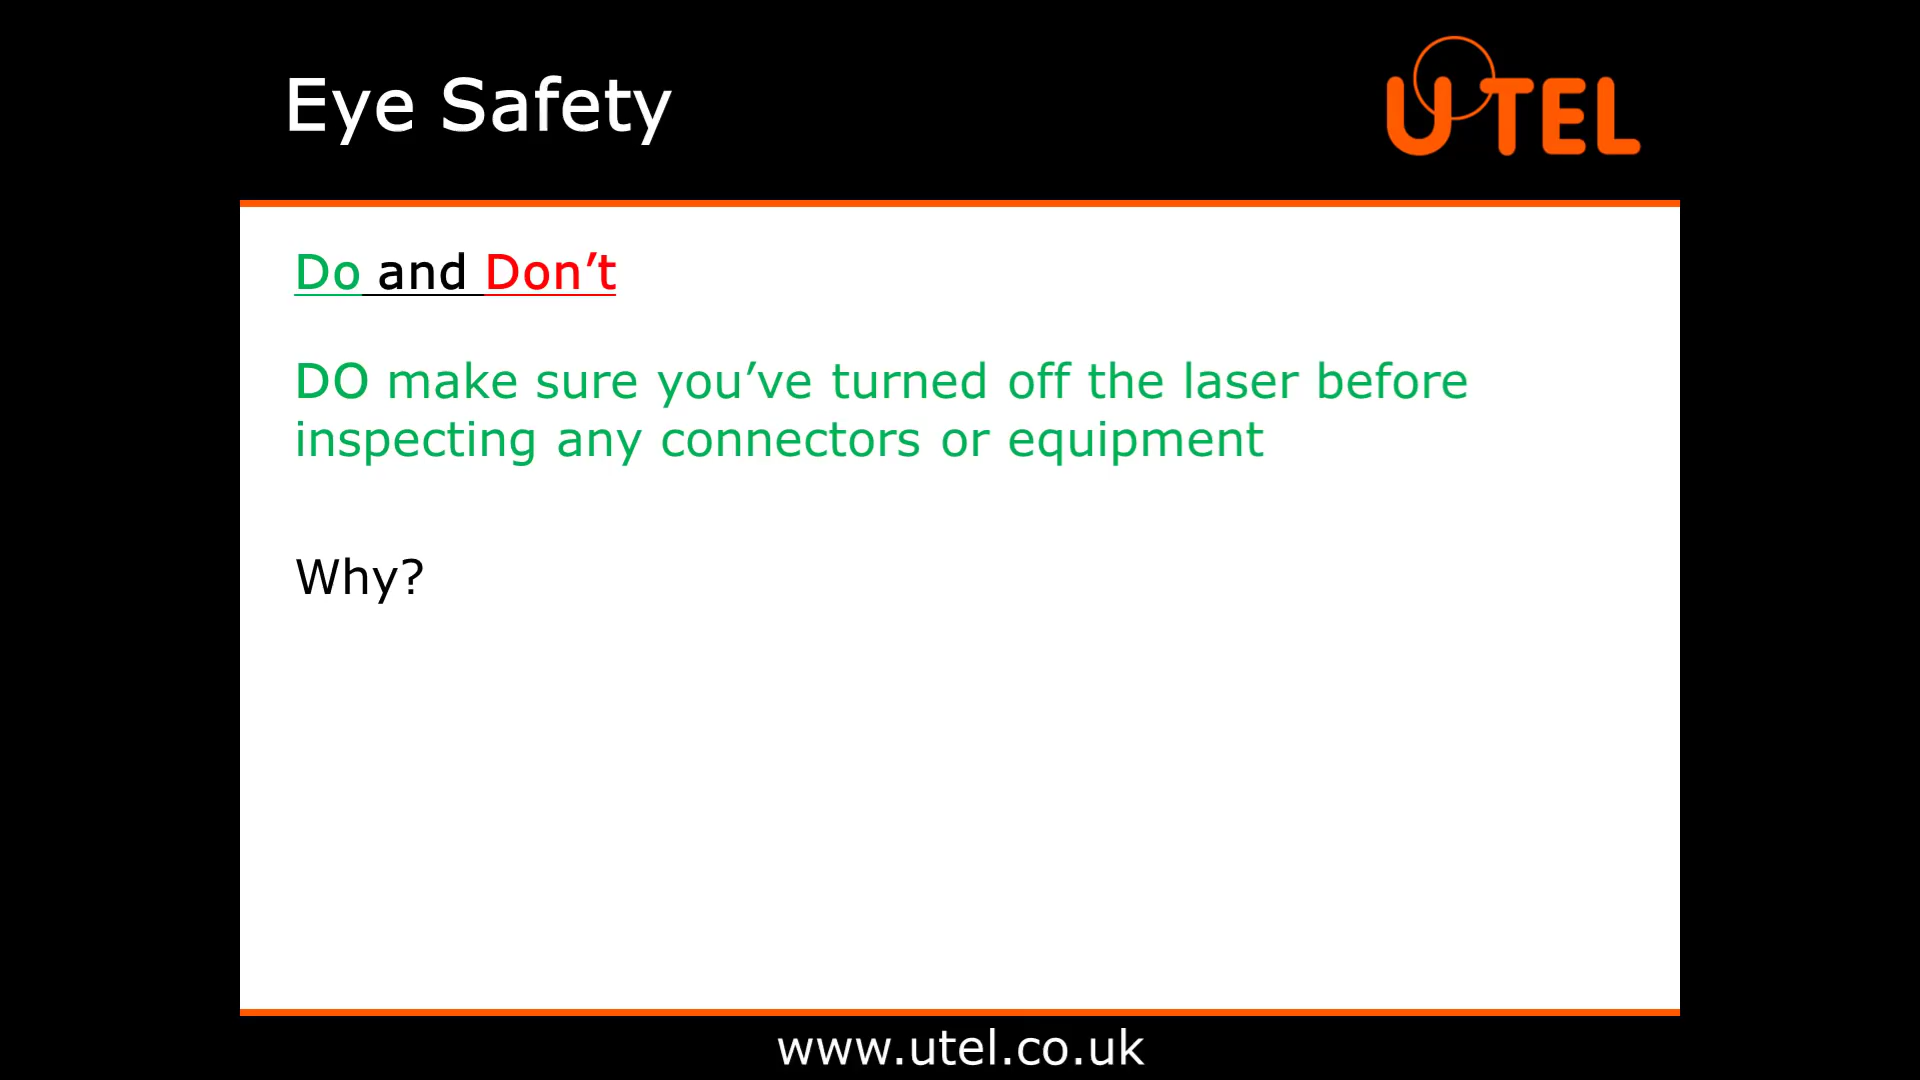 Eye Safety
UTEL
Do and Don’t
DO make sure you’ve turned off the laser before
inspecting any connectors or equipment
Why?
www.utel.co.uk